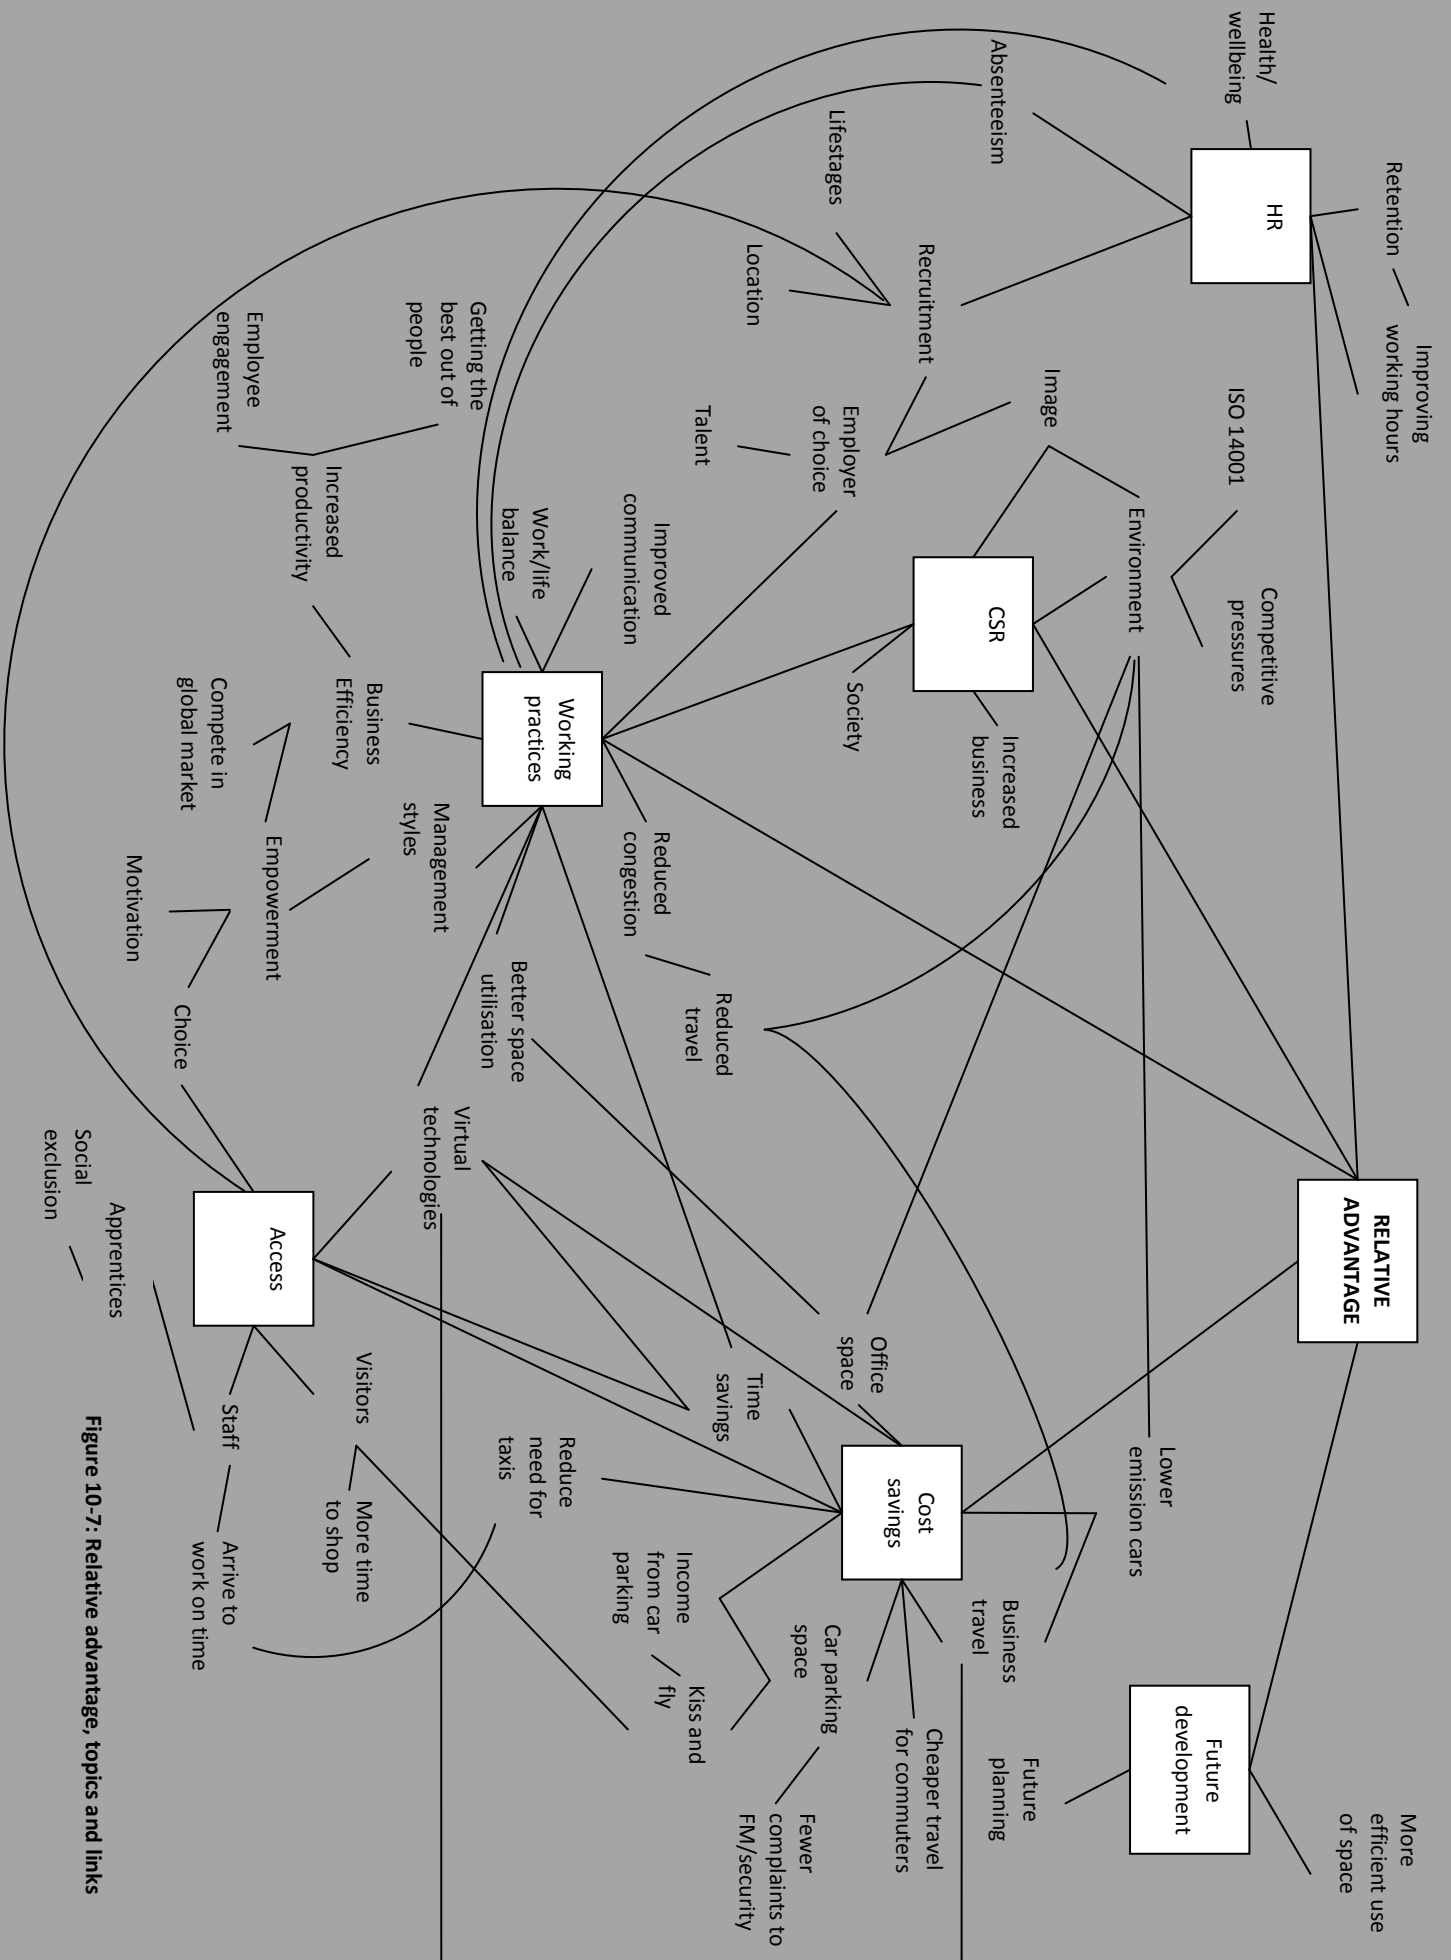 RELATIVE
ADVANTAGE
HR
Health/
wellbeing
Retention
Improving
working hours
Absenteeism
Recruitment
Lifestages
Location
Image
Employer
of choice
Talent
ISO 14001
Competitive
pressures
Environment
CSR
Society
Increased
business
Improved
communication
Work/life
balance
Working
practices
Reduced
congestion
Reduced
travel
Getting the
best out of
people
Employee
engagement
Increased
productivity
Business
Efficiency
Compete in
global market
Management
styles
Empowerment
Motivation
Choice
Better space
utilisation
Virtual
technologies
Access
Social
exclusion
Apprentices
Visitors
Staff
More time
to shop
Arrive to
work on time
Office
space
Time
savings
Reduce
need for
taxis
Cost
savings
Lower
emission cars
Business
travel
Income
from car
parking
Kiss and
fly
Car parking
space
Cheaper travel
for commuters
Fewer
complaints to
FM/security
Future
development
Future
planning
More
efficient use
of space
Figure 10-7: Relative advantage, topics and links